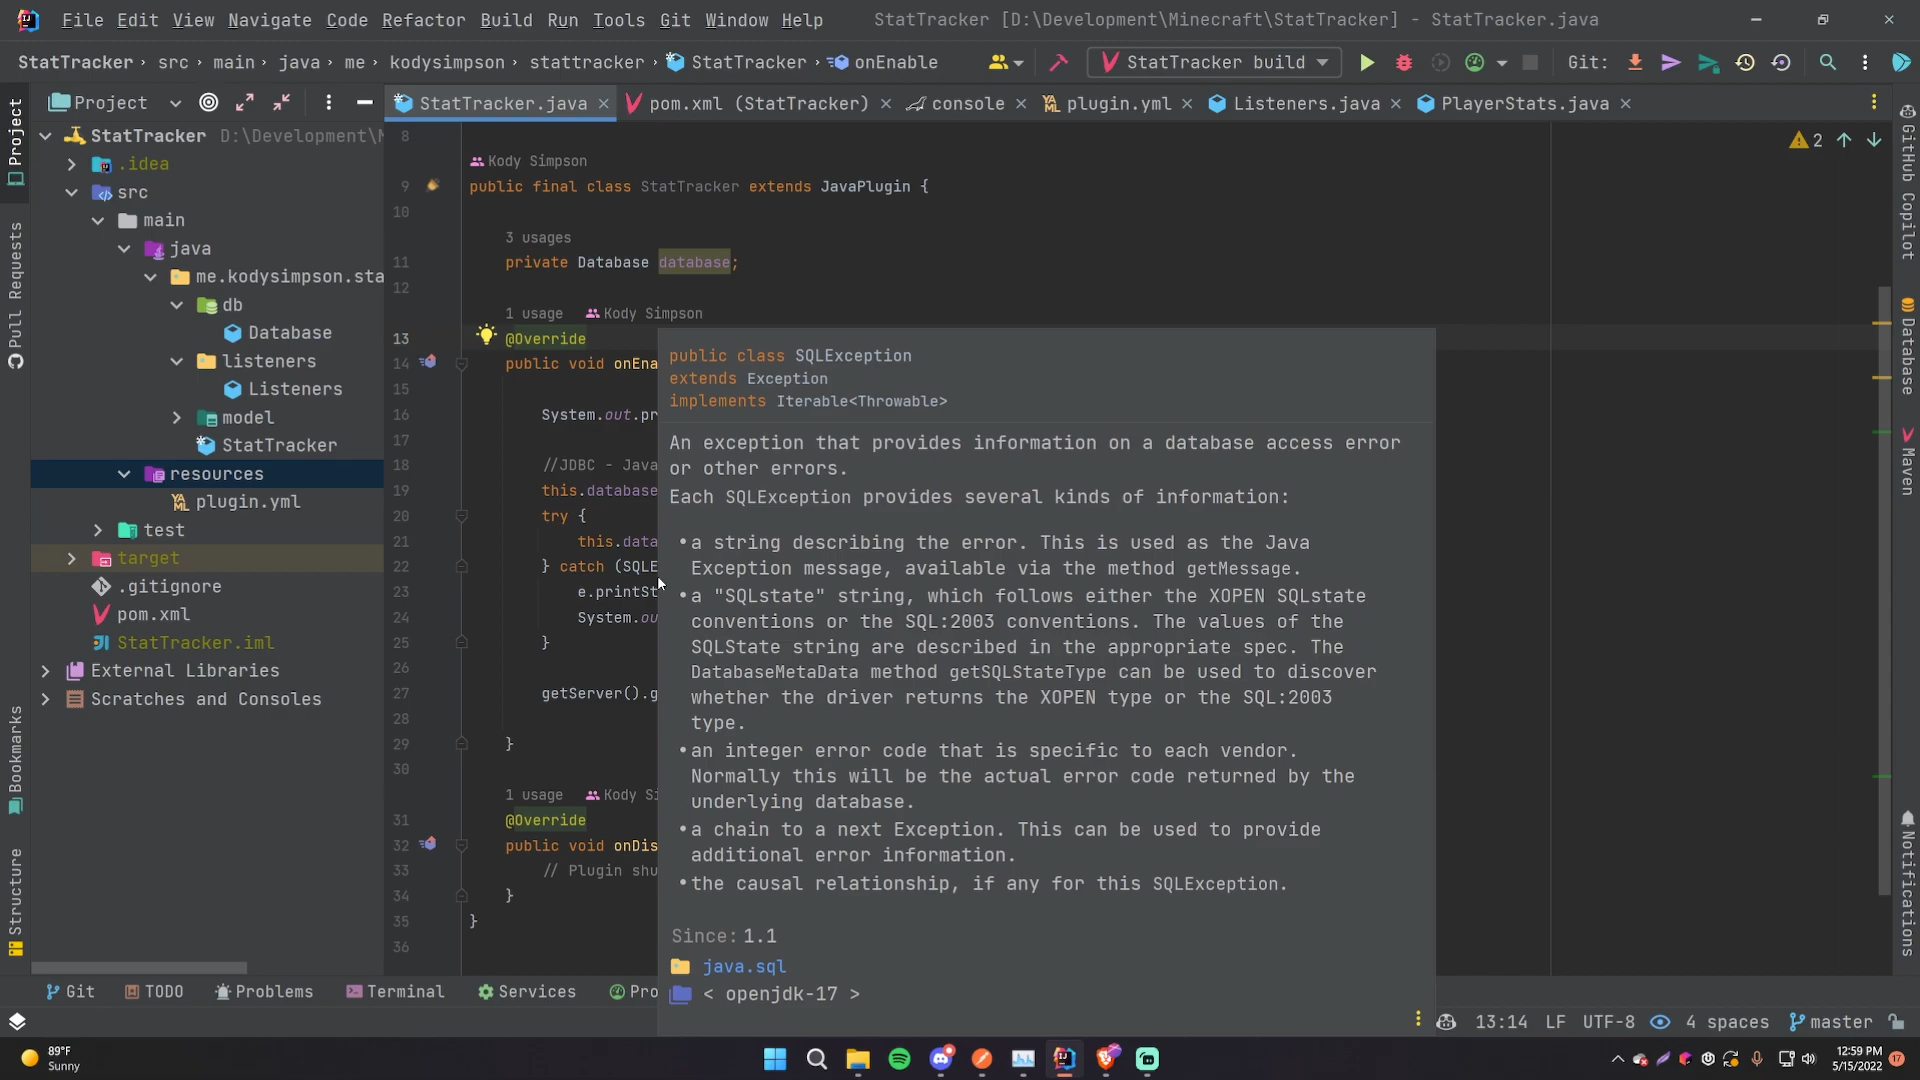 File Edit View Navigate Code Refactor Build Run Tools Git Window Help StatTracker [D:\Development\Minecraft\StatTracker] - StatTracker.java
StatTracker › src › main › java › me › kodysimpson › stattracker › StatTracker › onEnable StatTracker build Git:
Project StatTracker.java pom.xml (StatTracker) console plugin.yml Listeners.java PlayerStats.java
StatTracker D:\Development\
.idea
src
main
java
me.kodysimpson.sta
db
Database
listeners
Listeners
model
StatTracker
resources
plugin.yml
test
target
.gitignore
pom.xml
StatTracker.iml
External Libraries
Scratches and Consoles
Project
Pull Requests
Bookmarks
Structure
8
Kody Simpson
9 public final class StatTracker extends JavaPlugin {
10
3 usages
11 private Database database;
12
1 usage Kody Simpson
13 @Override
14 public void onEna
15
16 System.out.pr
17
18 //JDBC - Java
19 this.database
20 try {
21 this.data
22 } catch (SQLE
23 e.printSt
24 System.ou
25 }
26
27 getServer().g
28
29 }
30
1 usage Kody Si
31 @Override
32 public void onDis
33 // Plugin shu
34 }
35 }
36
2
public class SQLException
extends Exception
implements Iterable<Throwable>
An exception that provides information on a database access error
or other errors.
Each SQLException provides several kinds of information:
• a string describing the error. This is used as the Java
Exception message, available via the method getMessage.
• a "SQLstate" string, which follows either the XOPEN SQLstate
conventions or the SQL:2003 conventions. The values of the
SQLState string are described in the appropriate spec. The
DatabaseMetaData method getSQLStateType can be used to discover
whether the driver returns the XOPEN type or the SQL:2003
type.
• an integer error code that is specific to each vendor.
Normally this will be the actual error code returned by the
underlying database.
• a chain to a next Exception. This can be used to provide
additional error information.
• the causal relationship, if any for this SQLException.
Since: 1.1
java.sql
< openjdk-17 >
GitHub Copilot
Database
Maven
Notifications
Git TODO Problems Terminal Services Pro
13:14 LF UTF-8 4 spaces master
89°F
Sunny
12:59 PM
5/15/2022
17